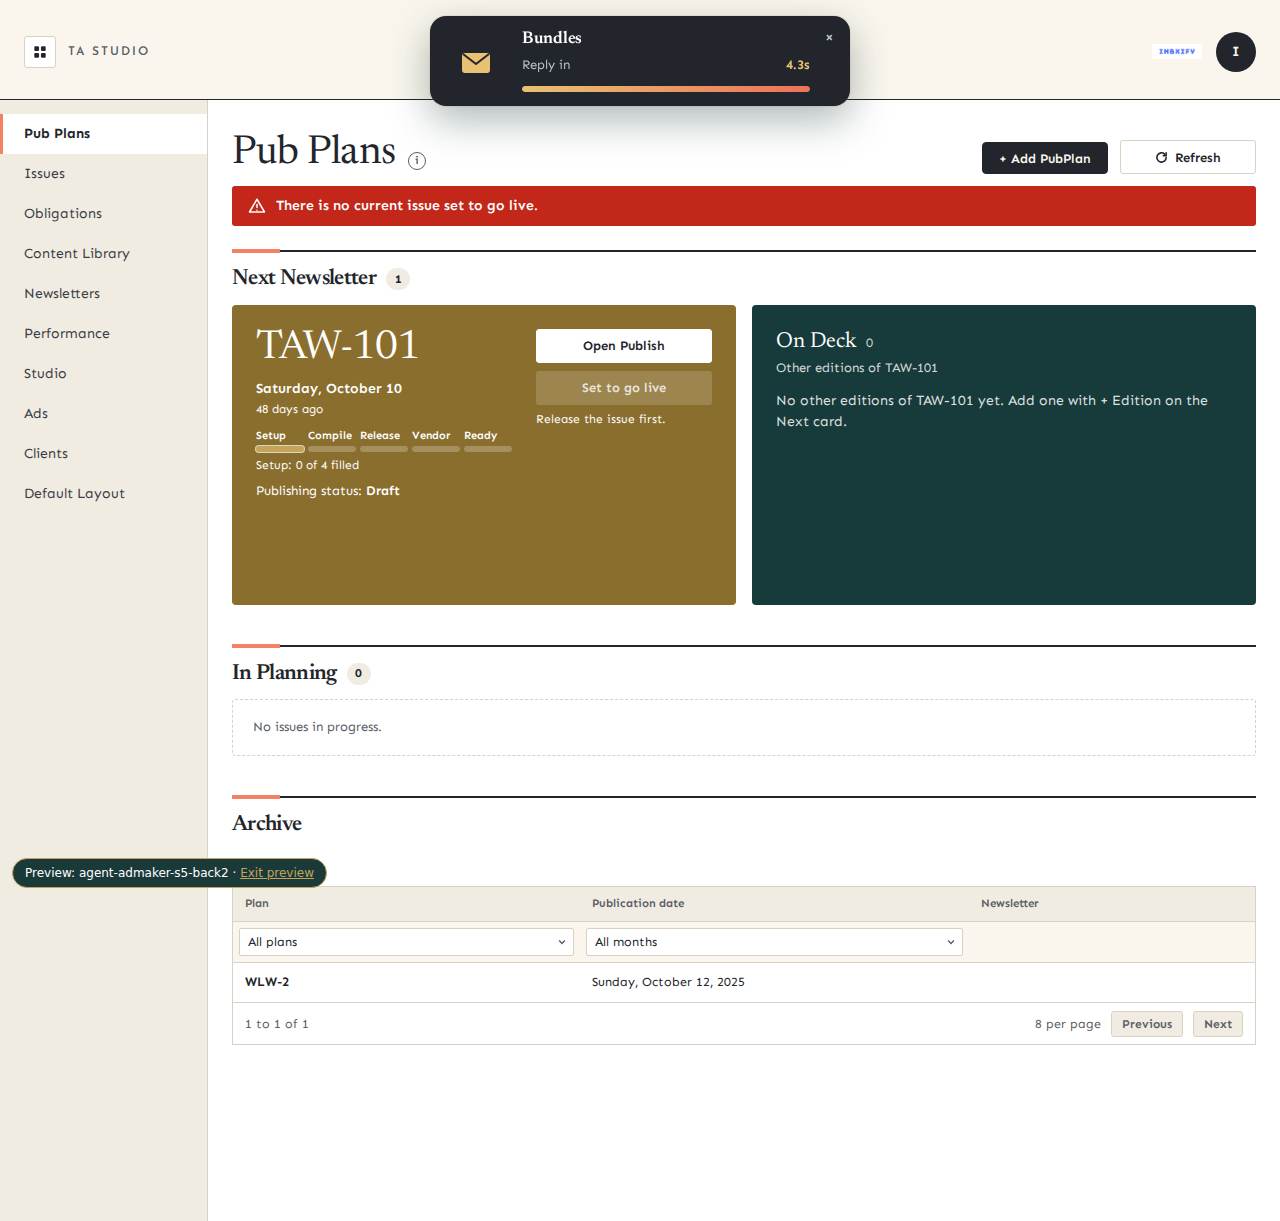 TA STUDIO
Bundles
×
Reply in
4.3s
INBXIFY
I
Pub Plans
Issues
Obligations
Content Library
Newsletters
Performance
Studio
Ads
Clients
Default Layout
Pub Plans
i
+ Add PubPlan
Refresh
There is no current issue set to go live.
Next Newsletter 1
TAW-101
Saturday, October 10
48 days ago
Setup Compile Release Vendor Ready
Setup: 0 of 4 filled
Publishing status: Draft
Open Publish
Set to go live
Release the issue first.
On Deck 0
Other editions of TAW-101
No other editions of TAW-101 yet. Add one with + Edition on the
Next card.
In Planning 0
No issues in progress.
Archive
Preview: agent-admaker-s5-back2 · Exit preview
Plan Publication date Newsletter
All plans All months
WLW-2 Sunday, October 12, 2025
1 to 1 of 1 8 per page Previous Next